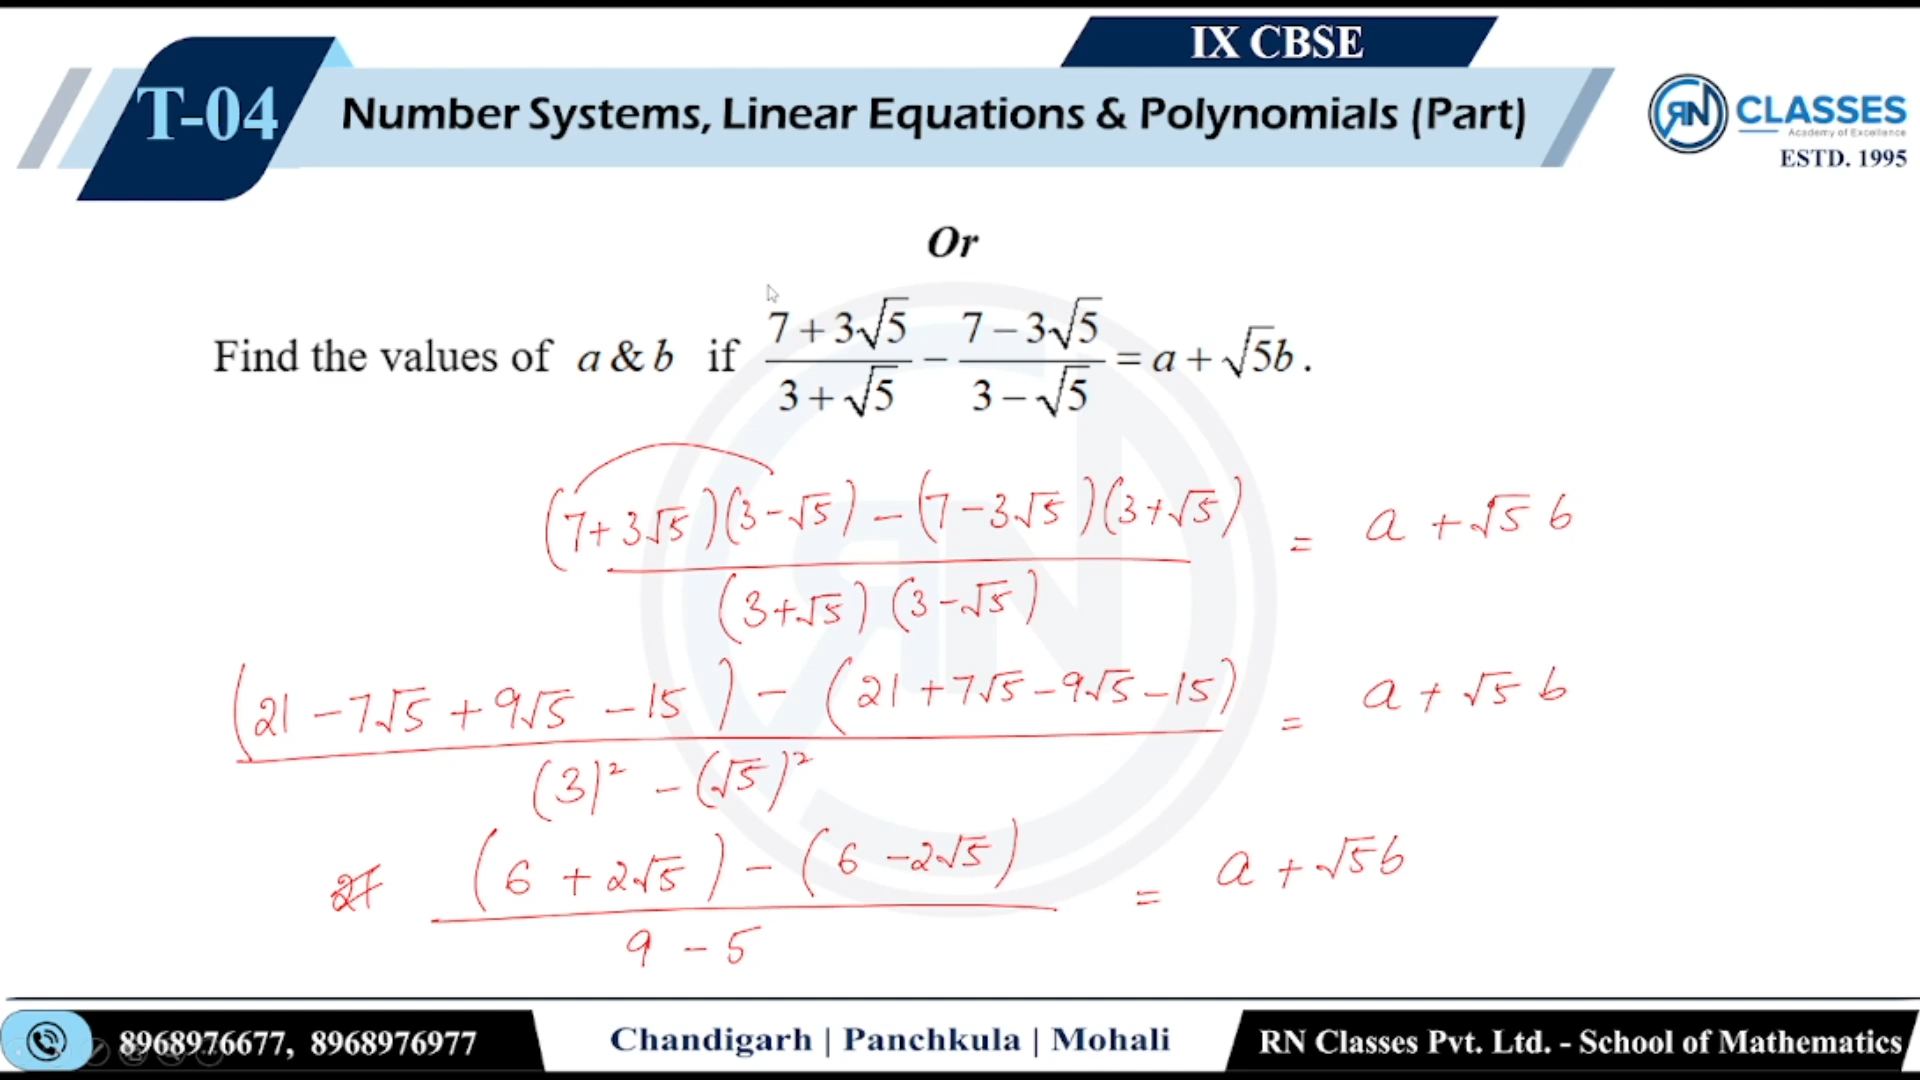 IX CBSE
T-04
Number Systems, Linear Equations & Polynomials (Part)
RN CLASSES
Academy of Excellence
ESTD. 1995
Or
Find the values of a & b if (7 + 3√5)/(3 + √5) − (7 − 3√5)/(3 − √5) = a + √5b.
((7+3√5)(3-√5) - (7-3√5)(3+√5))/((3+√5)(3-√5)) = a + √5 b
((21 - 7√5 + 9√5 - 15) - (21 + 7√5 - 9√5 - 15))/((3)² - (√5)²) = a + √5 b
((6 + 2√5) - (6 - 2√5))/(9 - 5) = a + √5b
8968976677, 8968976977
Chandigarh | Panchkula | Mohali
RN Classes Pvt. Ltd. - School of Mathematics